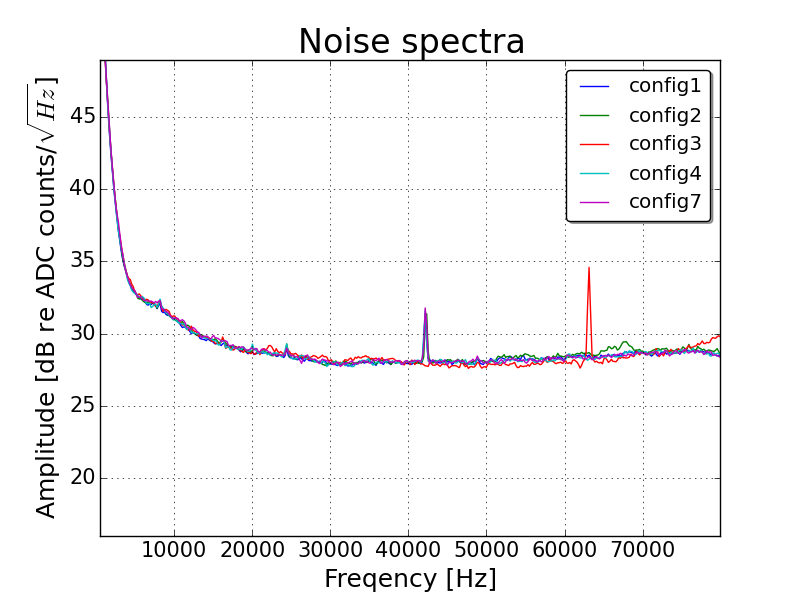 Noise spectra
Amplitude [dB re ADC counts/√Hz]
45
40
35
30
25
20
config1
config2
config3
config4
config7
10000 20000 30000 40000 50000 60000 70000
Freqency [Hz]